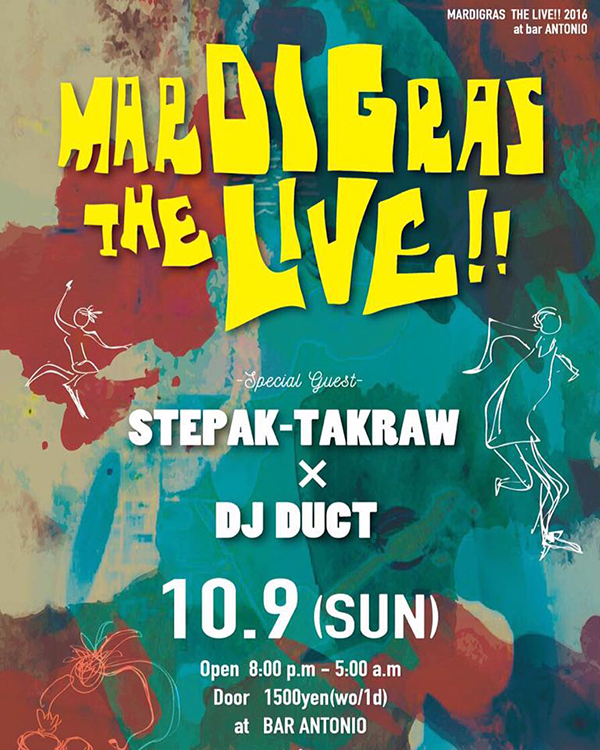 MARDIGRAS THE LIVE!! 2016
at bar ANTONIO
MARDIGRAS
THE LIVE!!
-Special Guest-
STEPAK-TAKRAW
×
DJ DUCT
10.9 (SUN)
Open 8:00 p.m – 5:00 a.m
Door 1500yen(wo/1d)
at BAR ANTONIO